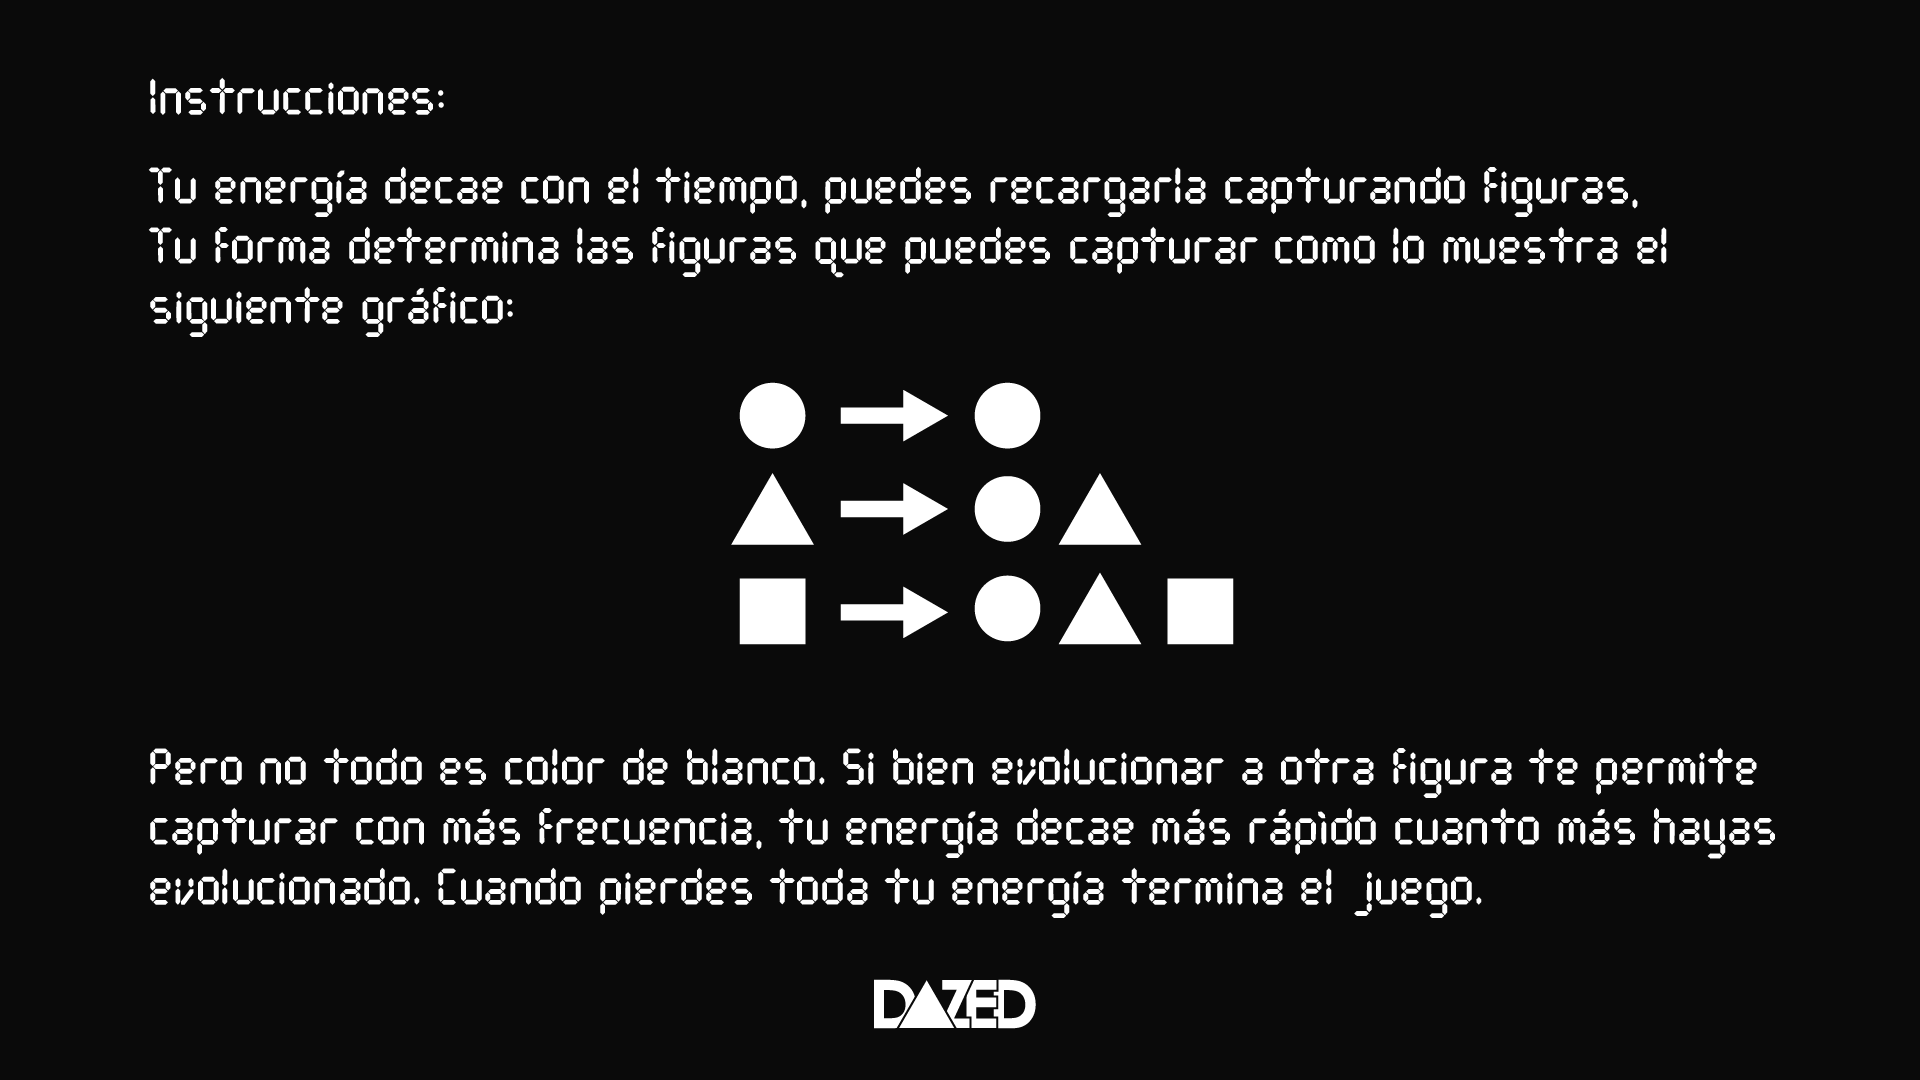 Instrucciones:
Tu energía decae con el tiempo, puedes recargarla capturando figuras,
Tu forma determina las figuras que puedes capturar como lo muestra el
siguiente gráfico:
Pero no todo es color de blanco. Si bien evolucionar a otra figura te permite
capturar con más frecuencia, tu energía decae más rápìdo cuanto más hayas
evolucionado. Cuando pierdes toda tu energía termina el juego.
DAZED